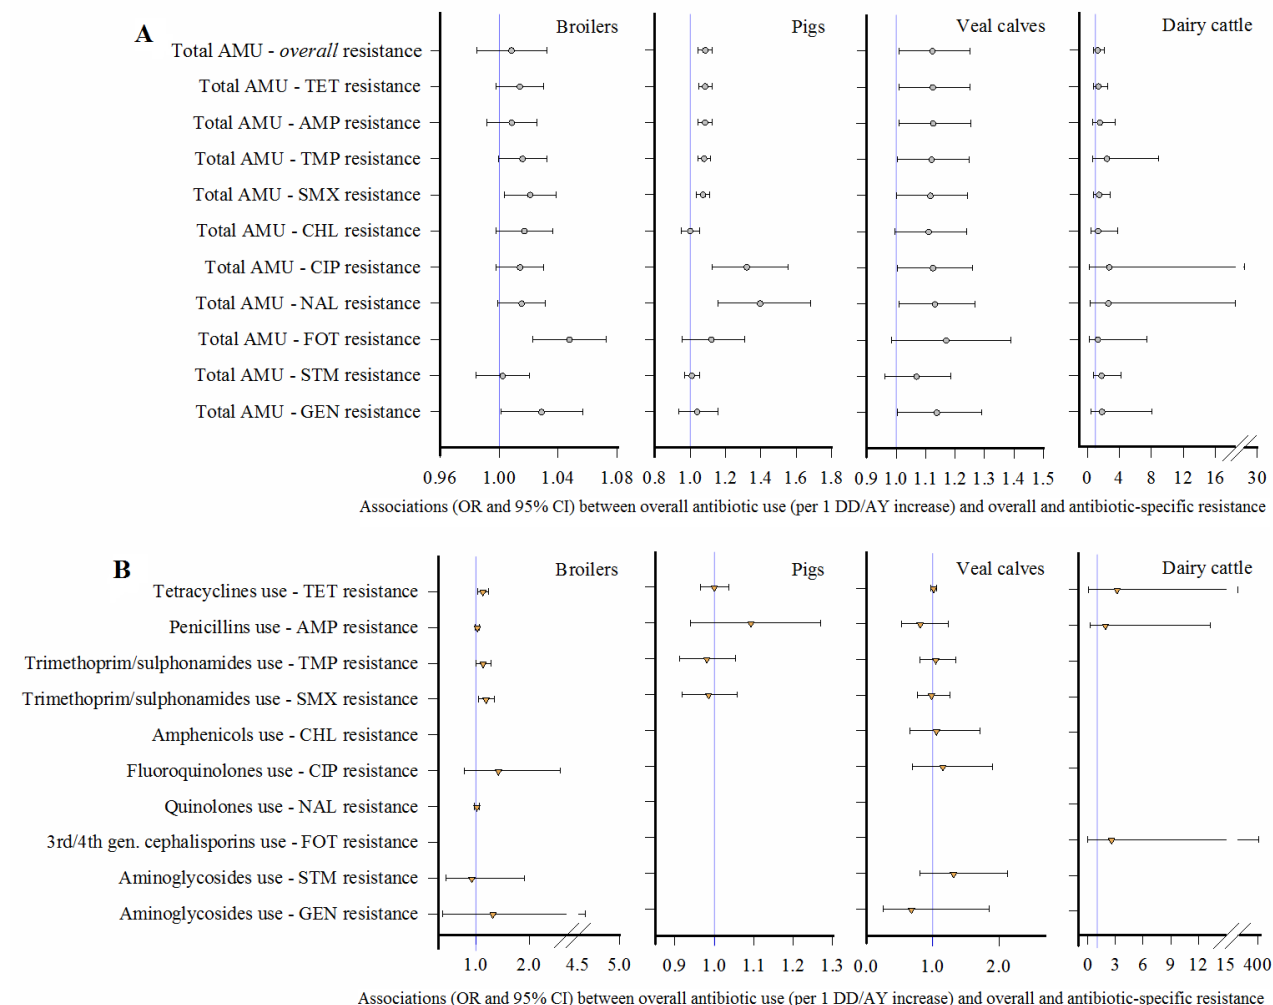 A
Broilers
Pigs
Veal calves
Dairy cattle
Total AMU - overall resistance
Total AMU - TET resistance
Total AMU - AMP resistance
Total AMU - TMP resistance
Total AMU - SMX resistance
Total AMU - CHL resistance
Total AMU - CIP resistance
Total AMU - NAL resistance
Total AMU - FOT resistance
Total AMU - STM resistance
Total AMU - GEN resistance
0.96 1.00 1.04 1.08 0.8 1.0 1.2 1.4 1.6 1.8 0.9 1.0 1.1 1.2 1.3 1.4 1.5 0 4 8 12 16 30
Associations (OR and 95% CI) between overall antibiotic use (per 1 DD/AY increase) and overall and antibiotic-specific resistance
B
Broilers
Pigs
Veal calves
Dairy cattle
Tetracyclines use - TET resistance
Penicillins use - AMP resistance
Trimethoprim/sulphonamides use - TMP resistance
Trimethoprim/sulphonamides use - SMX resistance
Amphenicols use - CHL resistance
Fluoroquinolones use - CIP resistance
Quinolones use - NAL resistance
3rd/4th gen. cephalisporins use - FOT resistance
Aminoglycosides use - STM resistance
Aminoglycosides use - GEN resistance
1.0 2.0 4.5 5.0 0.9 1.0 1.1 1.2 1.3 0.0 1.0 2.0 0 3 6 9 12 15 400
Associations (OR and 95% CI) between overall antibiotic use (per 1 DD/AY increase) and overall and antibiotic-specific resistance